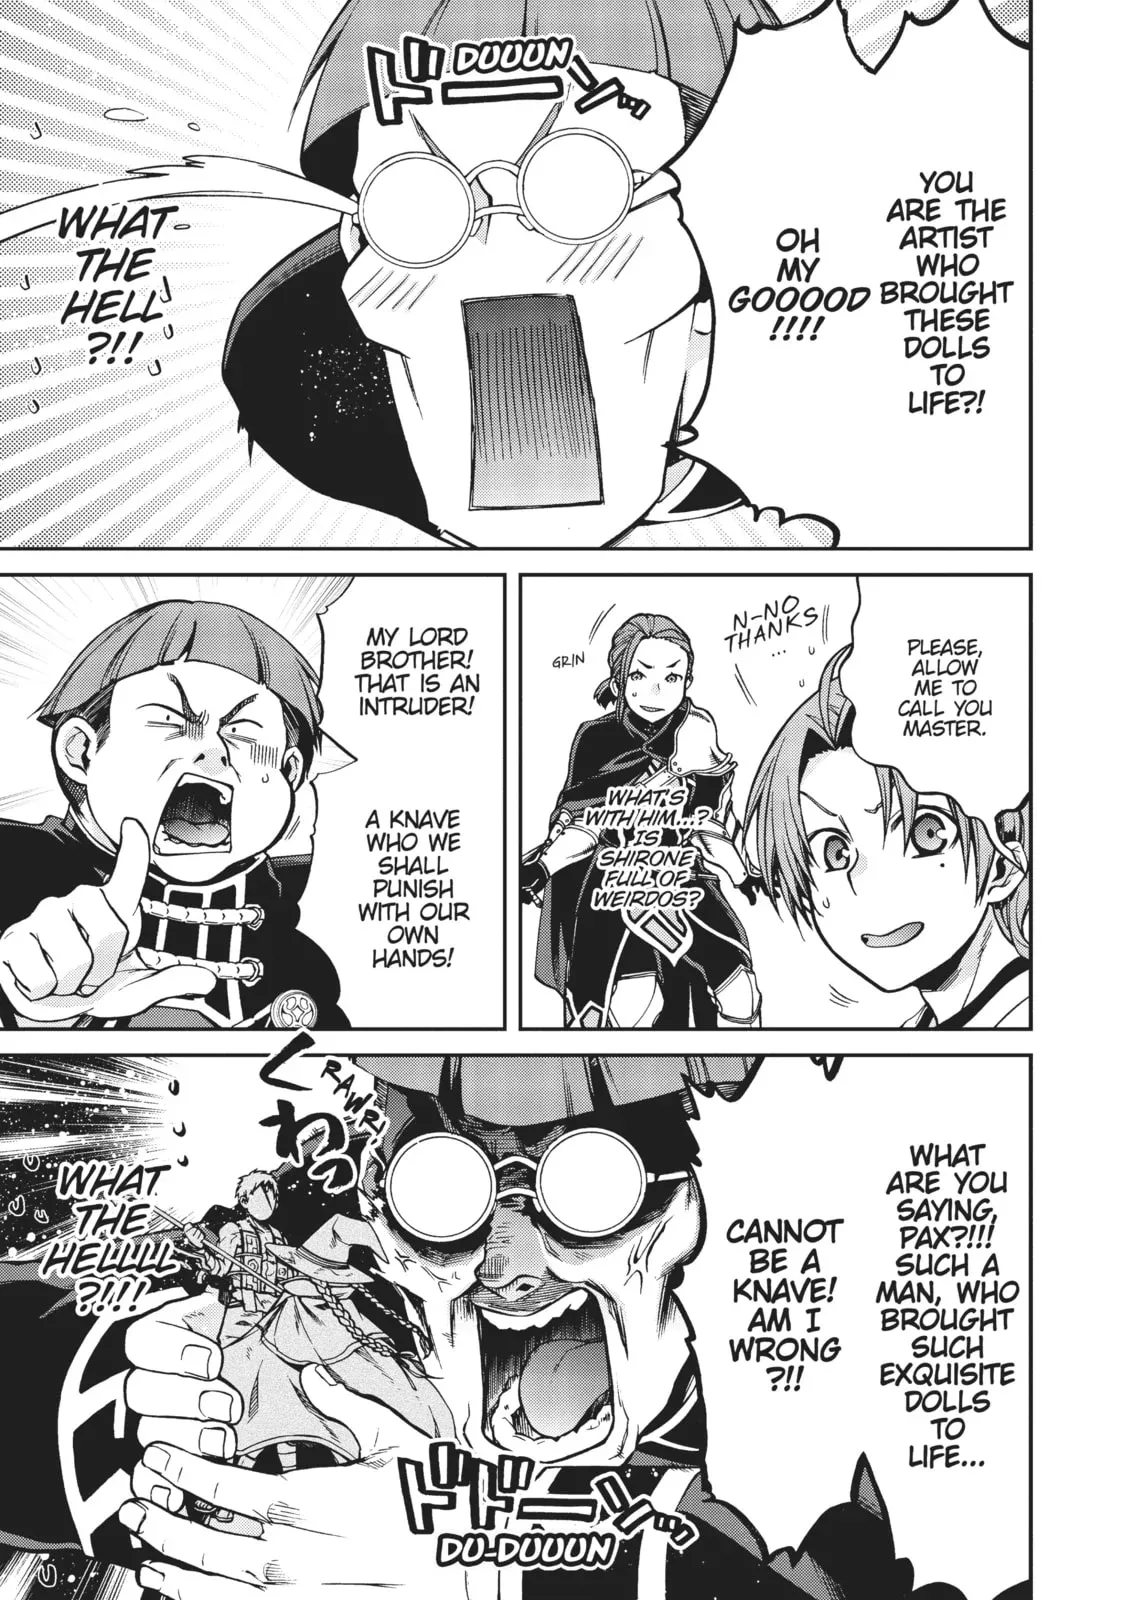 YOU
ARE THE
ARTIST
WHO
BROUGHT
THESE
DOLLS
TO
LIFE?!
OH
MY
GOOOOD
!!!!
DUUUN
ドーンッ
WHAT
THE
HELL
?!!
PLEASE,
ALLOW
ME TO
CALL YOU
MASTER.
N-NO
THANKS
...
GRIN
WHAT'S
WITH HIM...?
IS
SHIRONE
FULL OF
WEIRDOS?
MY LORD
BROTHER!
THAT IS AN
INTRUDER!
A KNAVE
WHO WE
SHALL
PUNISH
WITH OUR
OWN
HANDS!
WHAT
ARE YOU
SAYING,
PAX?!!!
SUCH A
MAN, WHO
BROUGHT
SUCH
EXQUISITE
DOLLS
TO
LIFE...
CANNOT
BE A
KNAVE!
AM I
WRONG
?!!
RAWR!
くわっ
WHAT
THE
HELLLL
?!!!
ドドーンッ
DU-DUUUN